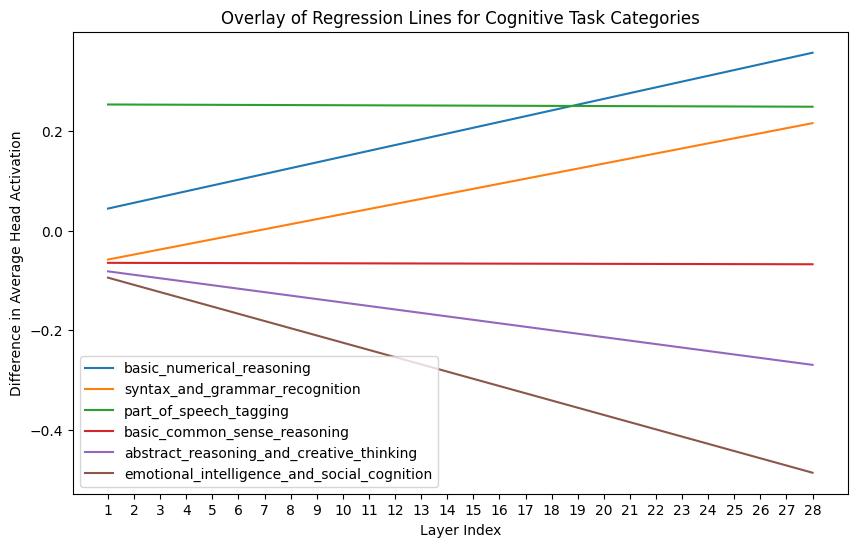 Overlay of Regression Lines for Cognitive Task Categories
Difference in Average Head Activation
0.2
0.0
−0.2
−0.4
basic_numerical_reasoning
syntax_and_grammar_recognition
part_of_speech_tagging
basic_common_sense_reasoning
abstract_reasoning_and_creative_thinking
emotional_intelligence_and_social_cognition
1 2 3 4 5 6 7 8 9 10 11 12 13 14 15 16 17 18 19 20 21 22 23 24 25 26 27 28
Layer Index